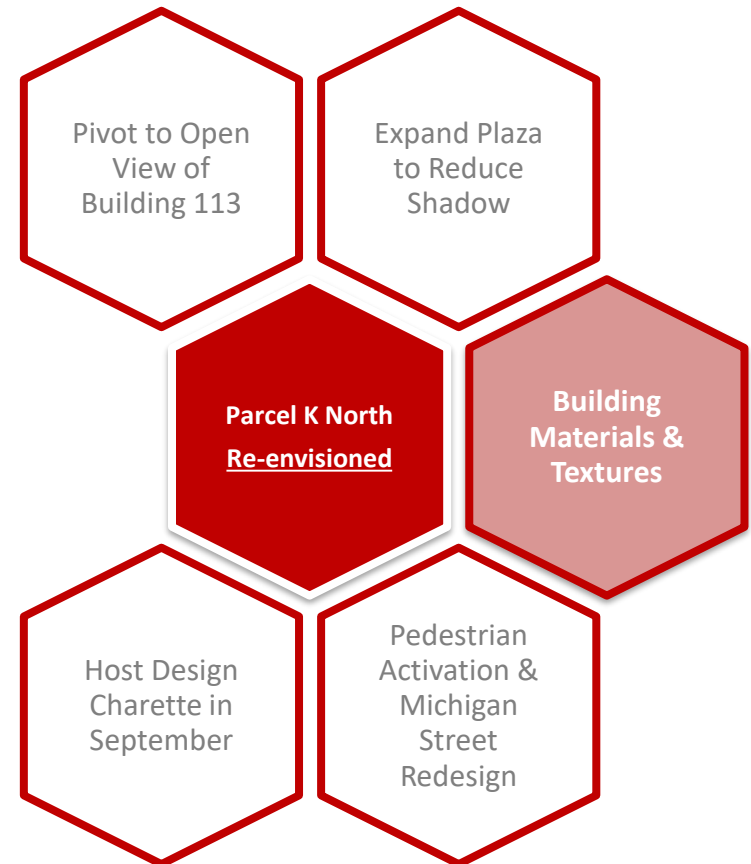 Pivot to Open
View of
Building 113
Expand Plaza
to Reduce
Shadow
Parcel K North
Re-envisioned
Building
Materials &
Textures
Host Design
Charette in
September
Pedestrian
Activation &
Michigan
Street
Redesign